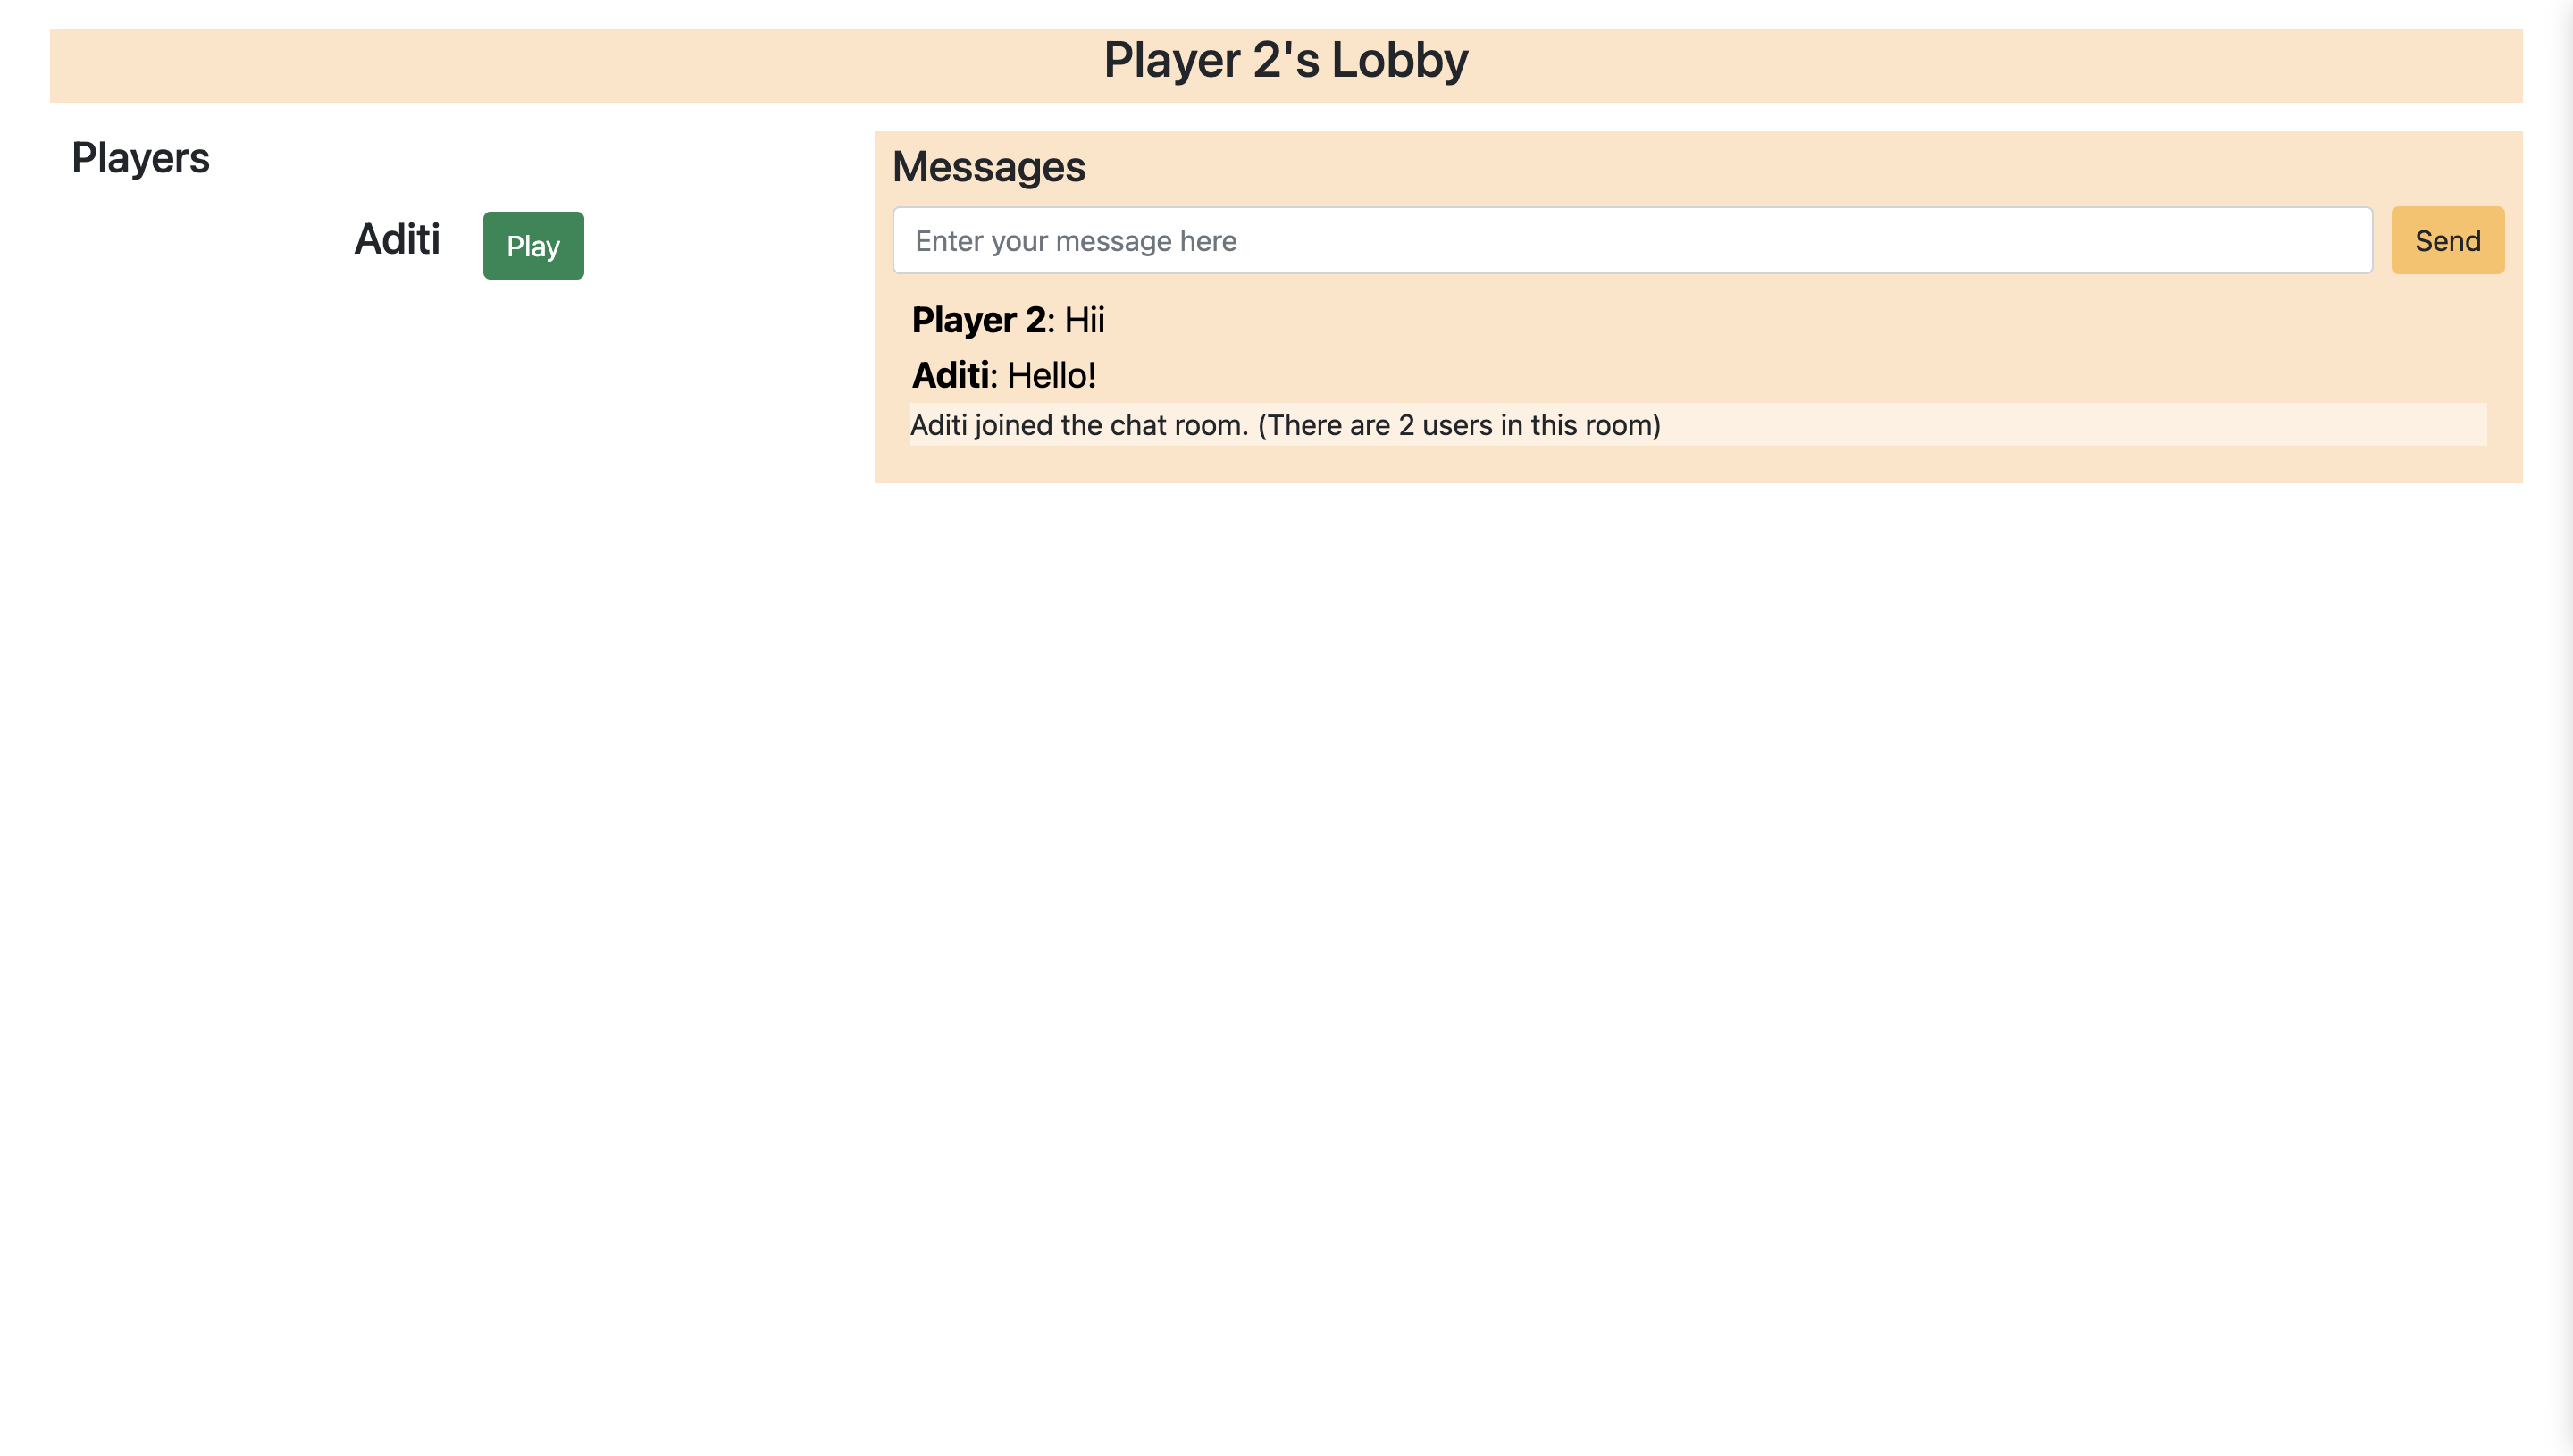 Player 2's Lobby
Players
Aditi
Play
Messages
Enter your message here
Send
Player 2: Hii
Aditi: Hello!
Aditi joined the chat room. (There are 2 users in this room)